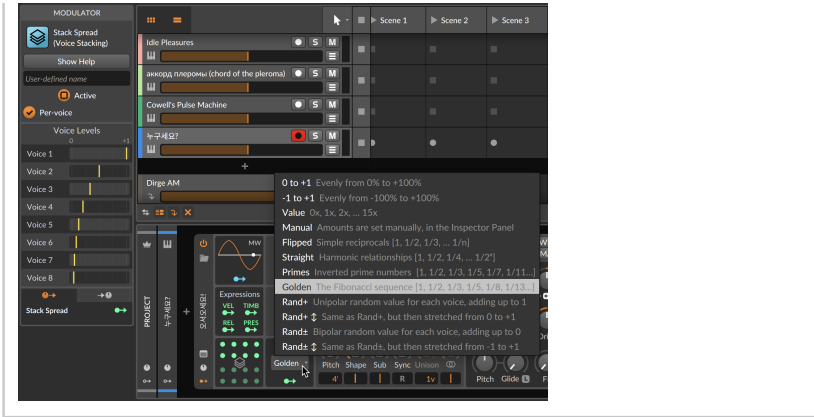 MODULATOR
Stack Spread
(Voice Stacking)
Show Help
User-defined name
Active
Per-voice
Voice Levels
0 +1
Voice 1
Voice 2
Voice 3
Voice 4
Voice 5
Voice 6
Voice 7
Voice 8
Stack Spread
Scene 1
Scene 2
Scene 3
Idle Pleasures
S M
аккорд плеромы (chord of the pleroma)
S M
Cowell's Pulse Machine
S M
누구세요?
S M
+
Dirge AM
0 to +1 Evenly from 0% to +100%
-1 to +1 Evenly from -100% to +100%
Value 0x, 1x, 2x, ... 15x
Manual Amounts are set manually, in the Inspector Panel
Flipped Simple reciprocals [1, 1/2, 1/3, ... 1/n]
Straight Harmonic relationships [1, 1/2, 1/4, ... 1/2ⁿ]
Primes Inverted prime numbers [1, 1/2, 1/3, 1/5, 1/7, 1/11...]
Golden The Fibonacci sequence [1, 1/2, 1/3, 1/5, 1/8, 1/13...]
Rand+ Unipolar random value for each voice, adding up to 1
Rand+ ⇕ Same as Rand+, but then stretched from 0 to +1
Rand± Bipolar random value for each voice, adding up to 0
Rand± ⇕ Same as Rand±, but then stretched from -1 to +1
PROJECT
누구세요?
+
오서오세요!
MW
Expressions
VEL TIMB
REL PRES
Golden
Pitch Shape Sub Sync Unison
4' R 1v
Pitch Glide L